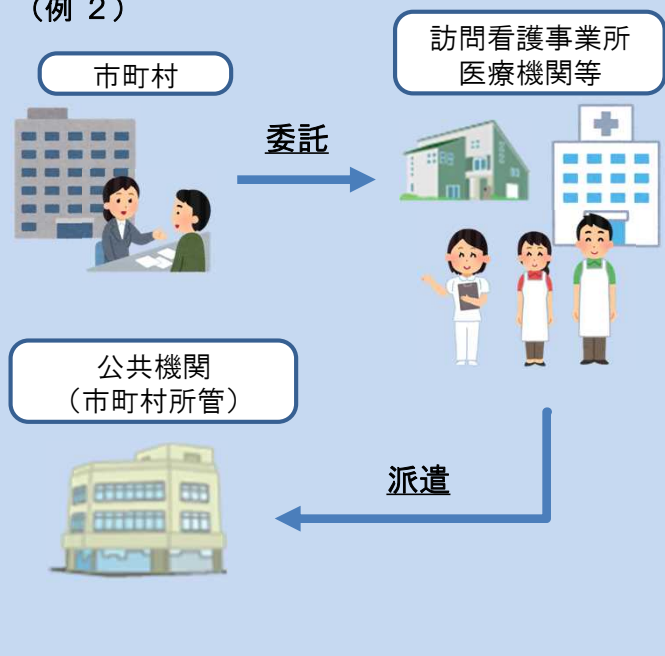 （例 ２）
訪問看護事業所
医療機関等
市町村
委託
公共機関
（市町村所管）
派遣